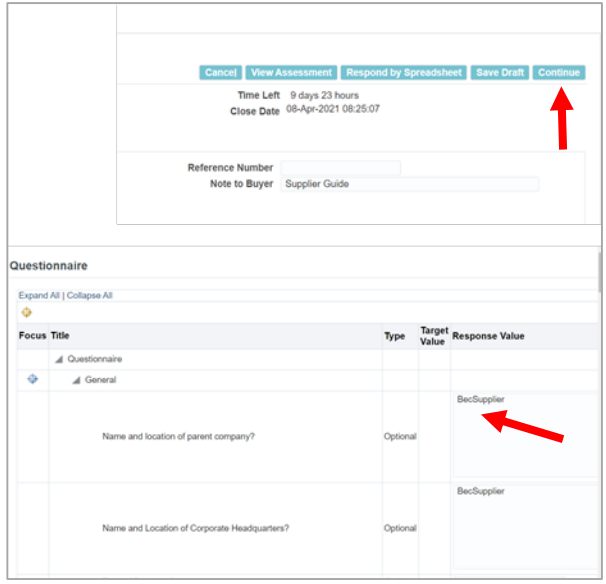 Cancel View Assessment Respond by Spreadsheet Save Draft Continue
Time Left 9 days 23 hours
Close Date 08-Apr-2021 08:25:07
Reference Number
Note to Buyer Supplier Guide
Questionnaire
Expand All | Collapse All
Focus Title Type Target Value Response Value
Questionnaire
General
BecSupplier
Name and location of parent company? Optional
BecSupplier
Name and Location of Corporate Headquarters? Optional